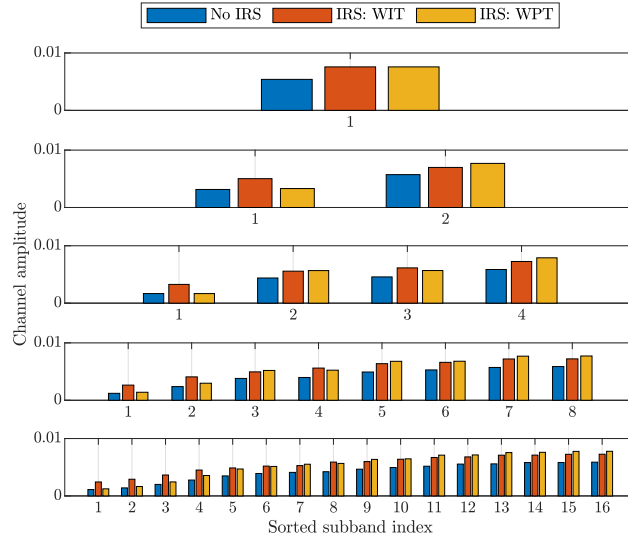 No IRS IRS: WIT IRS: WPT
0.01
0
1
0.01
0
1 2
0.01
Channel amplitude
0
1 2 3 4
0.01
0
1 2 3 4 5 6 7 8
0.01
0
1 2 3 4 5 6 7 8 9 10 11 12 13 14 15 16
Sorted subband index